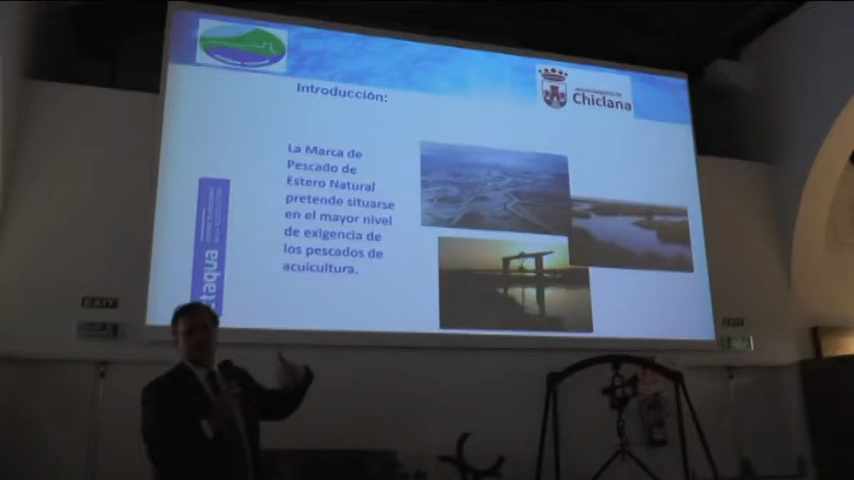 Introducción:
Chiclana
La Marca de
Pescado de
Estero Natural
pretende situarse
en el mayor nivel
de exigencia de
los pescados de
acuicultura.
taqua
EXIT
EXIT